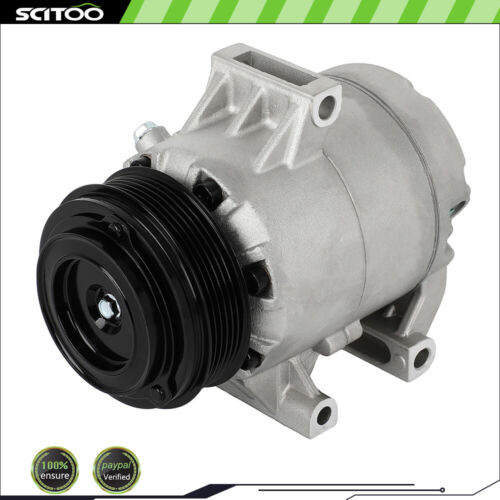 SCITOO
100%
ensure
paypal
Verified